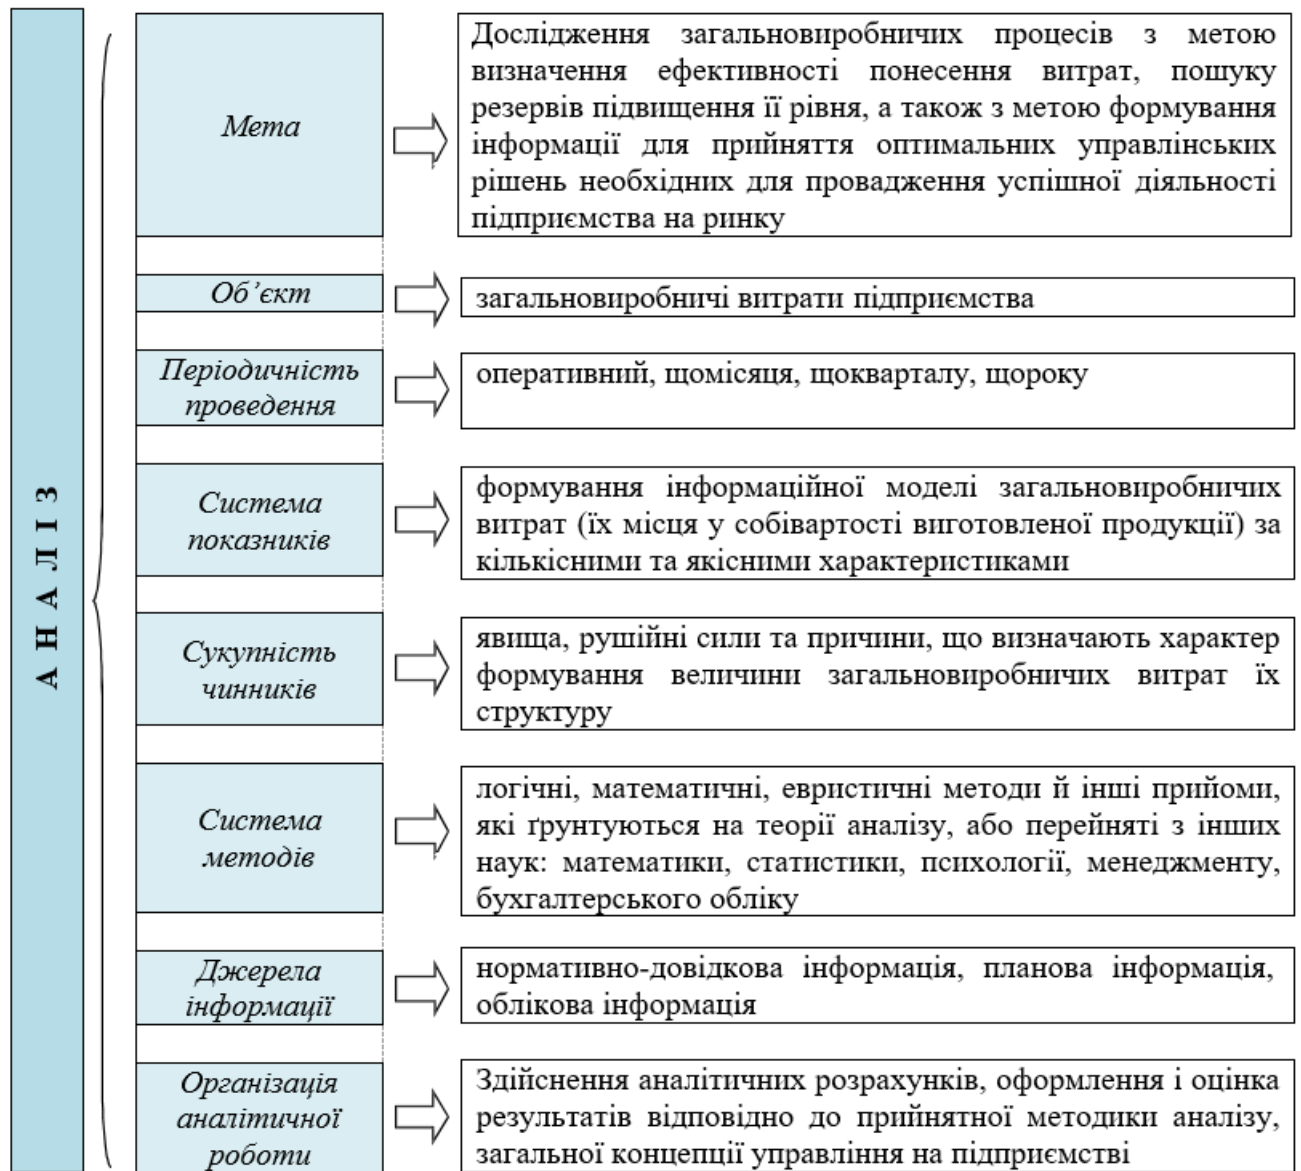 АНАЛІЗ
Мета
Дослідження загальновиробничих процесів з метою
визначення ефективності понесення витрат, пошуку
резервів підвищення її рівня, а також з метою формування
інформації для прийняття оптимальних управлінських
рішень необхідних для провадження успішної діяльності
підприємства на ринку
Об’єкт
загальновиробничі витрати підприємства
Періодичність
проведення
оперативний, щомісяця, щокварталу, щороку
Система
показників
формування інформаційної моделі загальновиробничих
витрат (їх місця у собівартості виготовленої продукції) за
кількісними та якісними характеристиками
Сукупність
чинників
явища, рушійні сили та причини, що визначають характер
формування величини загальновиробничих витрат їх
структуру
Система
методів
логічні, математичні, евристичні методи й інші прийоми,
які ґрунтуються на теорії аналізу, або перейняті з інших
наук: математики, статистики, психології, менеджменту,
бухгалтерського обліку
Джерела
інформації
нормативно-довідкова інформація, планова інформація,
облікова інформація
Організація
аналітичної
роботи
Здійснення аналітичних розрахунків, оформлення і оцінка
результатів відповідно до прийнятної методики аналізу,
загальної концепції управління на підприємстві